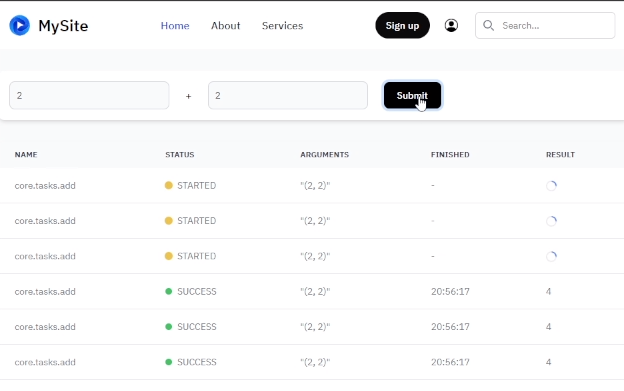 MySite Home About Services Sign up Search...
2 + 2 Submit
NAME STATUS ARGUMENTS FINISHED RESULT
core.tasks.add STARTED "(2, 2)" -
core.tasks.add STARTED "(2, 2)" -
core.tasks.add STARTED "(2, 2)" -
core.tasks.add SUCCESS "(2, 2)" 20:56:17 4
core.tasks.add SUCCESS "(2, 2)" 20:56:17 4
core.tasks.add SUCCESS "(2, 2)" 20:56:17 4